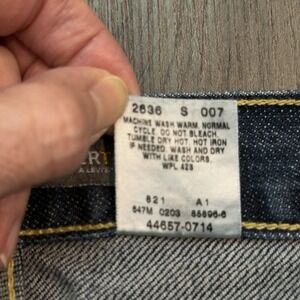 2636 S 007
MACHINE WASH WARM. NORMAL
CYCLE. DO NOT BLEACH.
TUMBLE DRY HOT. HOT IRON
IF NEEDED. WASH AND DRY
WITH LIKE COLORS.
WPL 423
821 A1
647M 0203 85896-6
44657-0714